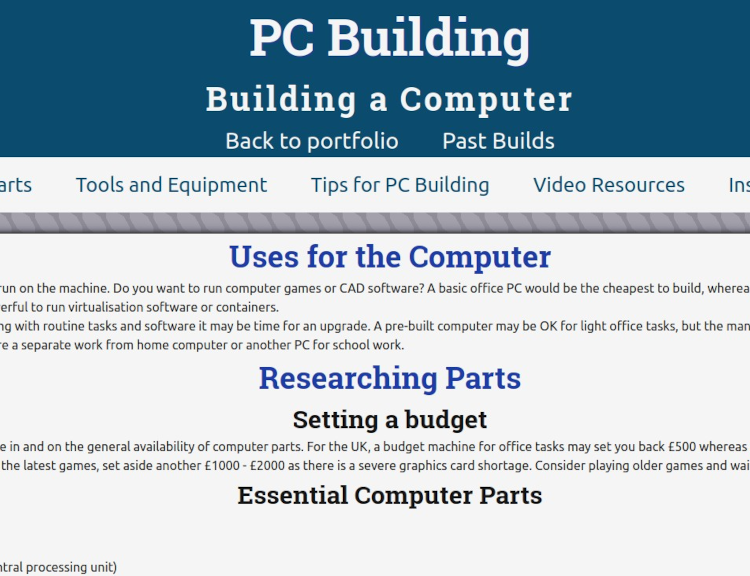 PC Building
Building a Computer
Back to portfolio Past Builds
arts Tools and Equipment Tips for PC Building Video Resources Ins
Uses for the Computer
run on the machine. Do you want to run computer games or CAD software? A basic office PC would be the cheapest to build, wherea
erful to run virtualisation software or containers.
ng with routine tasks and software it may be time for an upgrade. A pre-built computer may be OK for light office tasks, but the man
re a separate work from home computer or another PC for school work.
Researching Parts
Setting a budget
e in and on the general availability of computer parts. For the UK, a budget machine for office tasks may set you back £500 whereas
the latest games, set aside another £1000 - £2000 as there is a severe graphics card shortage. Consider playing older games and wai
Essential Computer Parts
ntral processing unit)